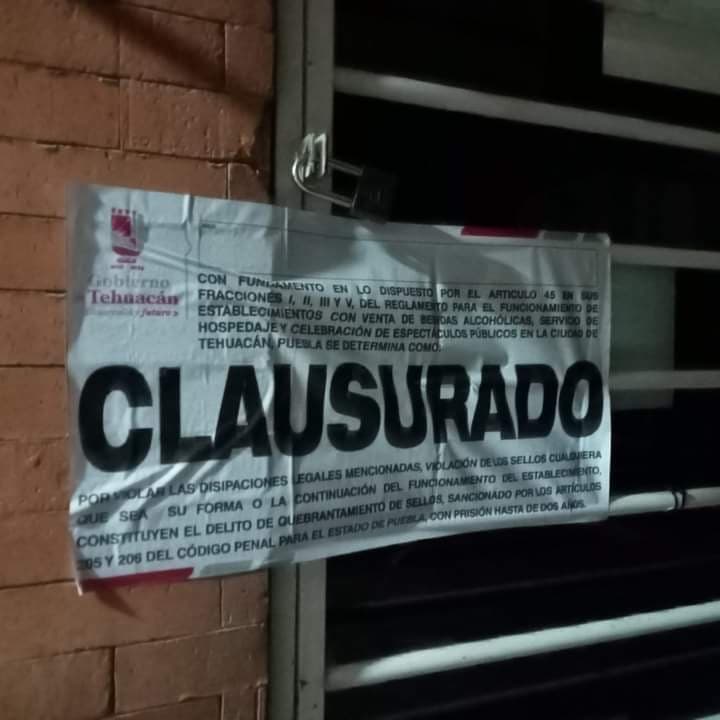 Gobierno
Tehuacán
futuro
CON FUNDAMENTO EN LO DISPUESTO POR EL ARTICULO 45 EN SUS
FRACCIONES I, II, III Y V, DEL REGLAMENTO PARA EL FUNCIONAMIENTO DE
ESTABLECIMIENTOS CON VENTA DE BEBIDAS ALCOHÓLICAS, SERVICIO DE
HOSPEDAJE Y CELEBRACIÓN DE ESPECTÁCULOS PÚBLICOS EN LA CIUDAD DE
TEHUACÁN, PUEBLA SE DETERMINA COMO:
CLAUSURADO
POR VIOLAR LAS DISIPACIONES LEGALES MENCIONADAS, VIOLACIÓN DE LOS SELLOS CUALQUIERA
QUE SEA SU FORMA O LA CONTINUACIÓN DEL FUNCIONAMIENTO DEL ESTABLECIMIENTO,
CONSTITUYEN EL DELITO DE QUEBRANTAMIENTO DE SELLOS, SANCIONADO POR LOS ARTÍCULOS
205 Y 206 DEL CÓDIGO PENAL PARA EL ESTADO DE PUEBLA, CON PRISIÓN HASTA DE DOS AÑOS.